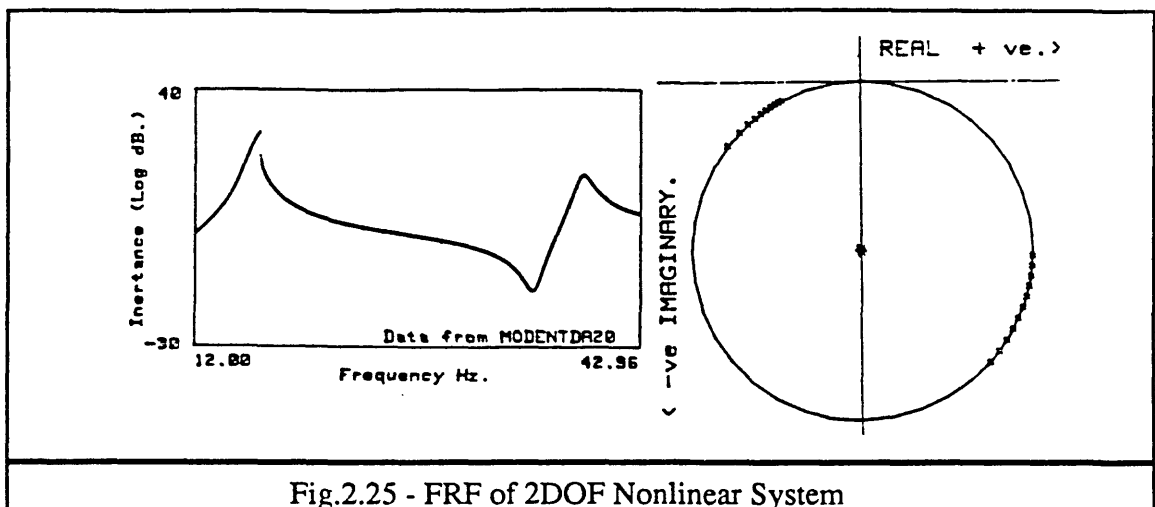 40
Inertance (Log dB.)
-30
Data from MODENTDA20
12.00
42.96
Frequency Hz.
REAL + ve.>
< -ve IMAGINARY.
Fig.2.25 - FRF of 2DOF Nonlinear System